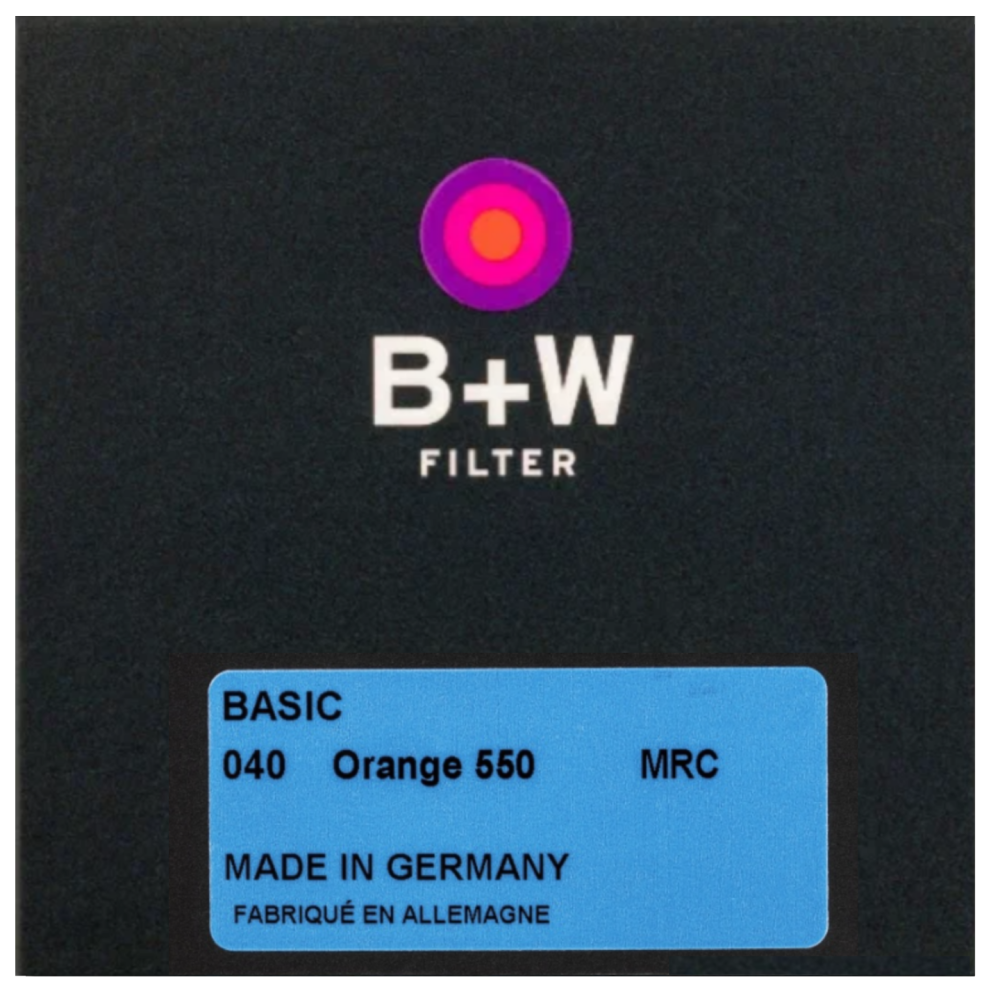 B+W
FILTER
BASIC
040 Orange 550 MRC
MADE IN GERMANY
FABRIQUÉ EN ALLEMAGNE